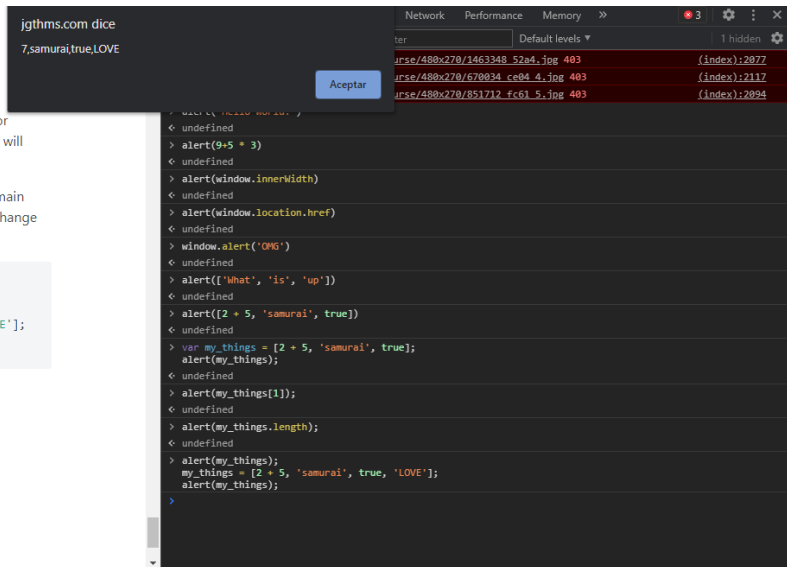 jgthms.com dice
7,samurai,true,LOVE
Aceptar
Network Performance Memory »
3
Default levels ▼
1 hidden
urse/480x270/1463348_52a4.jpg 403 (index):2077
urse/480x270/670034_ce04_4.jpg 403 (index):2117
urse/480x270/851712_fc61_5.jpg 403 (index):2094
or
will
main
hange
E'];
< undefined
> alert(9+5 * 3)
< undefined
> alert(window.innerWidth)
< undefined
> alert(window.location.href)
< undefined
> window.alert('OMG')
< undefined
> alert(['What', 'is', 'up'])
< undefined
> alert([2 + 5, 'samurai', true])
< undefined
> var my_things = [2 + 5, 'samurai', true];
alert(my_things);
< undefined
> alert(my_things[1]);
< undefined
> alert(my_things.length);
< undefined
> alert(my_things);
my_things = [2 + 5, 'samurai', true, 'LOVE'];
alert(my_things);
>